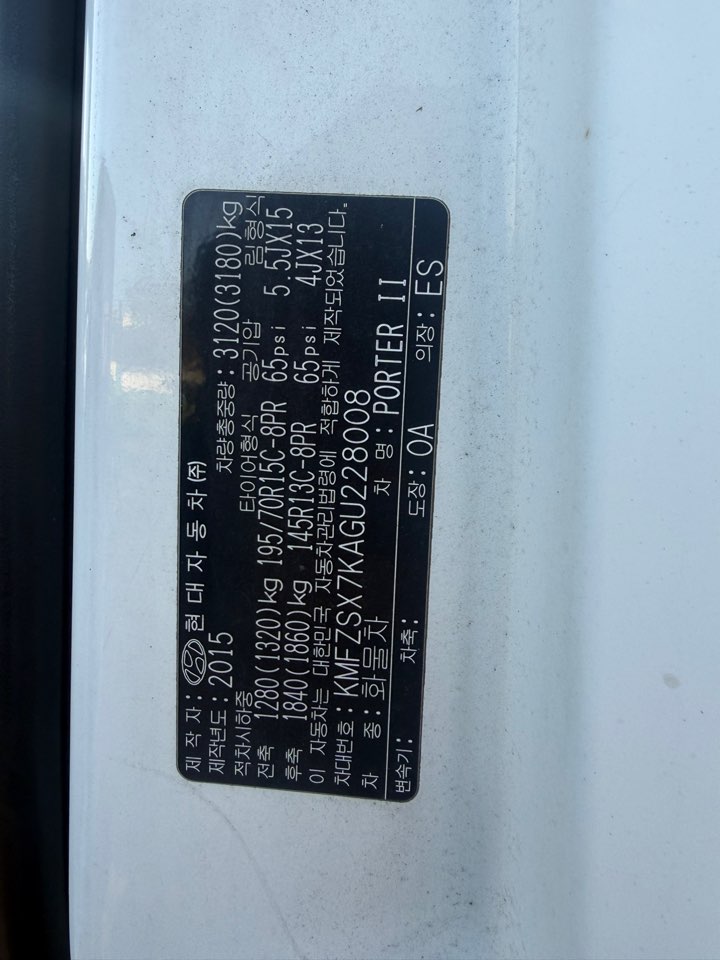 제 작 자 : 현 대 자 동 차 (주)
제작년도 : 2015 차량총중량 : 3120(3180)kg
적차시하중 타이어형식 공기압 림형식
전축 1280(1320)kg 195/70R15C-8PR 65psi 5.5JX15
후축 1840(1860)kg 145R13C-8PR 65psi 4JX13
이 자동차는 대한민국 자동차관리법령에 적합하게 제작되었습니다.
차대번호 : KMFZSX7KAGU228008
차 종 : 화물차 차 명 : PORTER II
변속기 : 차축 : 도장 : OA 의장 : ES